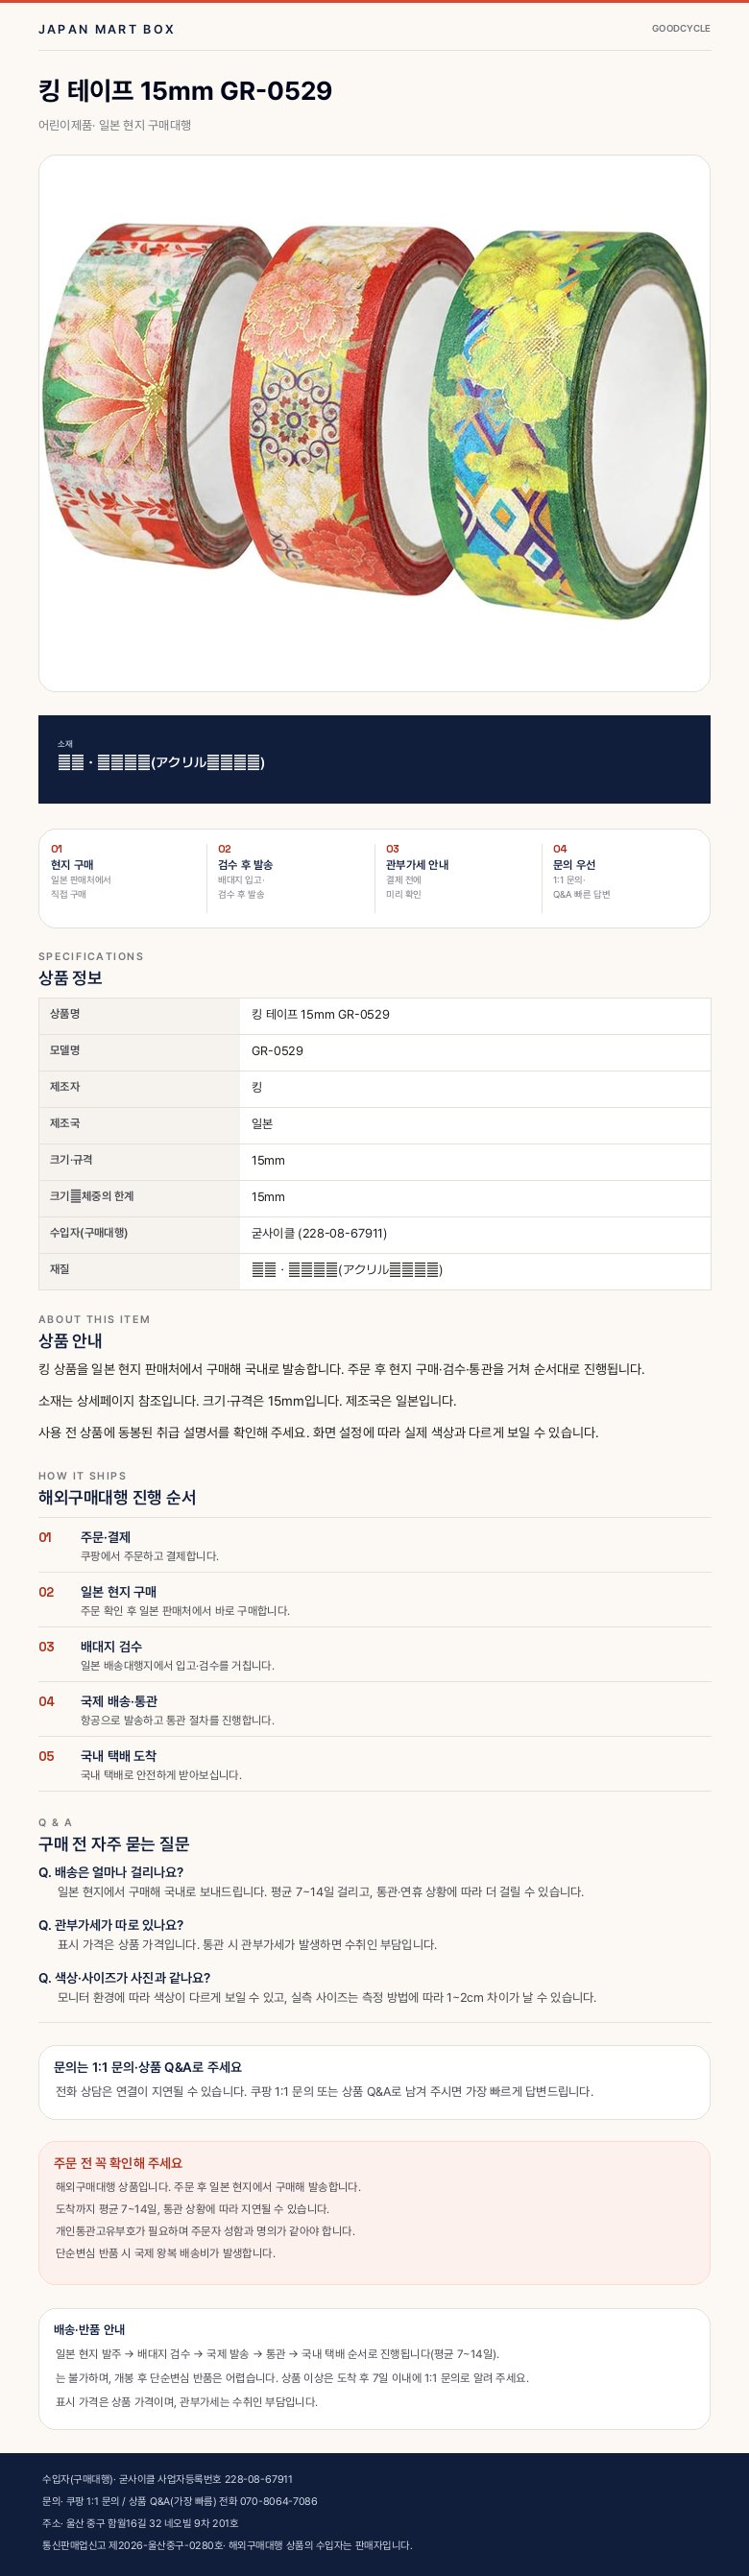 JAPAN MART BOX
GOODCYCLE
킹 테이프 15mm GR-0529
어린이제품· 일본 현지 구매대행
소재
・(アクリル)
01
현지 구매
일본 판매처에서
직접 구매
02
검수 후 발송
배대지 입고·
검수 후 발송
03
관부가세 안내
결제 전에
미리 확인
04
문의 우선
1:1 문의·
Q&A 빠른 답변
SPECIFICATIONS
상품 정보
상품명 킹 테이프 15mm GR-0529
모델명 GR-0529
제조자 킹
제조국 일본
크기·규격 15mm
크기 체중의 한계 15mm
수입자(구매대행) 굳사이클 (228-08-67911)
재질 ・(アクリル)
ABOUT THIS ITEM
상품 안내
킹 상품을 일본 현지 판매처에서 구매해 국내로 발송합니다. 주문 후 현지 구매·검수·통관을 거쳐 순서대로 진행됩니다.
소재는 상세페이지 참조입니다. 크기·규격은 15mm입니다. 제조국은 일본입니다.
사용 전 상품에 동봉된 취급 설명서를 확인해 주세요. 화면 설정에 따라 실제 색상과 다르게 보일 수 있습니다.
HOW IT SHIPS
해외구매대행 진행 순서
01 주문·결제
쿠팡에서 주문하고 결제합니다.
02 일본 현지 구매
주문 확인 후 일본 판매처에서 바로 구매합니다.
03 배대지 검수
일본 배송대행지에서 입고·검수를 거칩니다.
04 국제 배송·통관
항공으로 발송하고 통관 절차를 진행합니다.
05 국내 택배 도착
국내 택배로 안전하게 받아보십니다.
Q & A
구매 전 자주 묻는 질문
Q. 배송은 얼마나 걸리나요?
일본 현지에서 구매해 국내로 보내드립니다. 평균 7~14일 걸리고, 통관·연휴 상황에 따라 더 걸릴 수 있습니다.
Q. 관부가세가 따로 있나요?
표시 가격은 상품 가격입니다. 통관 시 관부가세가 발생하면 수취인 부담입니다.
Q. 색상·사이즈가 사진과 같나요?
모니터 환경에 따라 색상이 다르게 보일 수 있고, 실측 사이즈는 측정 방법에 따라 1~2cm 차이가 날 수 있습니다.
문의는 1:1 문의·상품 Q&A로 주세요
전화 상담은 연결이 지연될 수 있습니다. 쿠팡 1:1 문의 또는 상품 Q&A로 남겨 주시면 가장 빠르게 답변드립니다.
주문 전 꼭 확인해 주세요
해외구매대행 상품입니다. 주문 후 일본 현지에서 구매해 발송합니다.
도착까지 평균 7~14일, 통관 상황에 따라 지연될 수 있습니다.
개인통관고유부호가 필요하며 주문자 성함과 명의가 같아야 합니다.
단순변심 반품 시 국제 왕복 배송비가 발생합니다.
배송·반품 안내
일본 현지 발주 → 배대지 검수 → 국제 발송 → 통관 → 국내 택배 순서로 진행됩니다(평균 7~14일).
는 불가하며, 개봉 후 단순변심 반품은 어렵습니다. 상품 이상은 도착 후 7일 이내에 1:1 문의로 알려 주세요.
표시 가격은 상품 가격이며, 관부가세는 수취인 부담입니다.
수입자(구매대행)· 굳사이클 사업자등록번호 228-08-67911
문의· 쿠팡 1:1 문의 / 상품 Q&A(가장 빠름) 전화 070-8064-7086
주소· 울산 중구 함월16길 32 네오빌 9차 201호
통신판매업신고 제2026-울산중구-0280호· 해외구매대행 상품의 수입자는 판매자입니다.